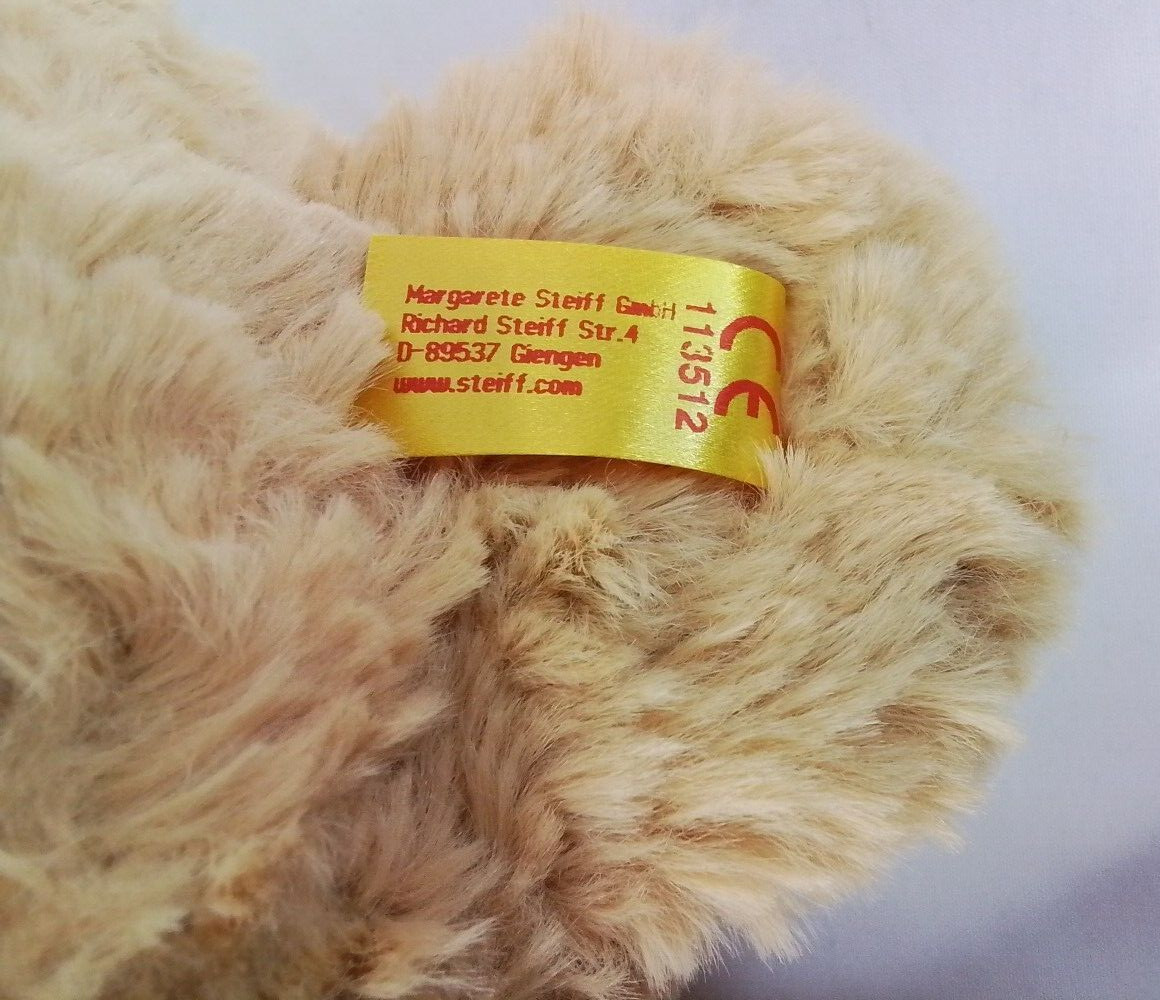 Margarete Steiff GmbH
Richard Steiff Str.4
D-89537 Giengen
www.steiff.com
113512
CE